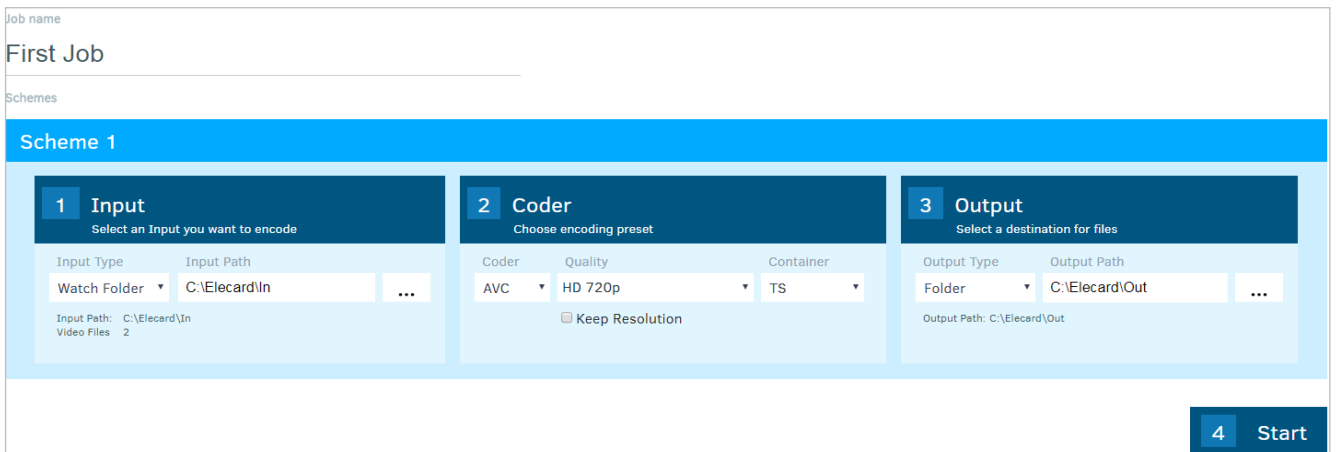 Job name
First Job
Schemes
Scheme 1
1 Input
Select an Input you want to encode
Input Type Input Path
Watch Folder C:\Elecard\In ...
Input Path: C:\Elecard\In
Video Files 2
2 Coder
Choose encoding preset
Coder Quality Container
AVC HD 720p TS
Keep Resolution
3 Output
Select a destination for files
Output Type Output Path
Folder C:\Elecard\Out ...
Output Path: C:\Elecard\Out
4 Start